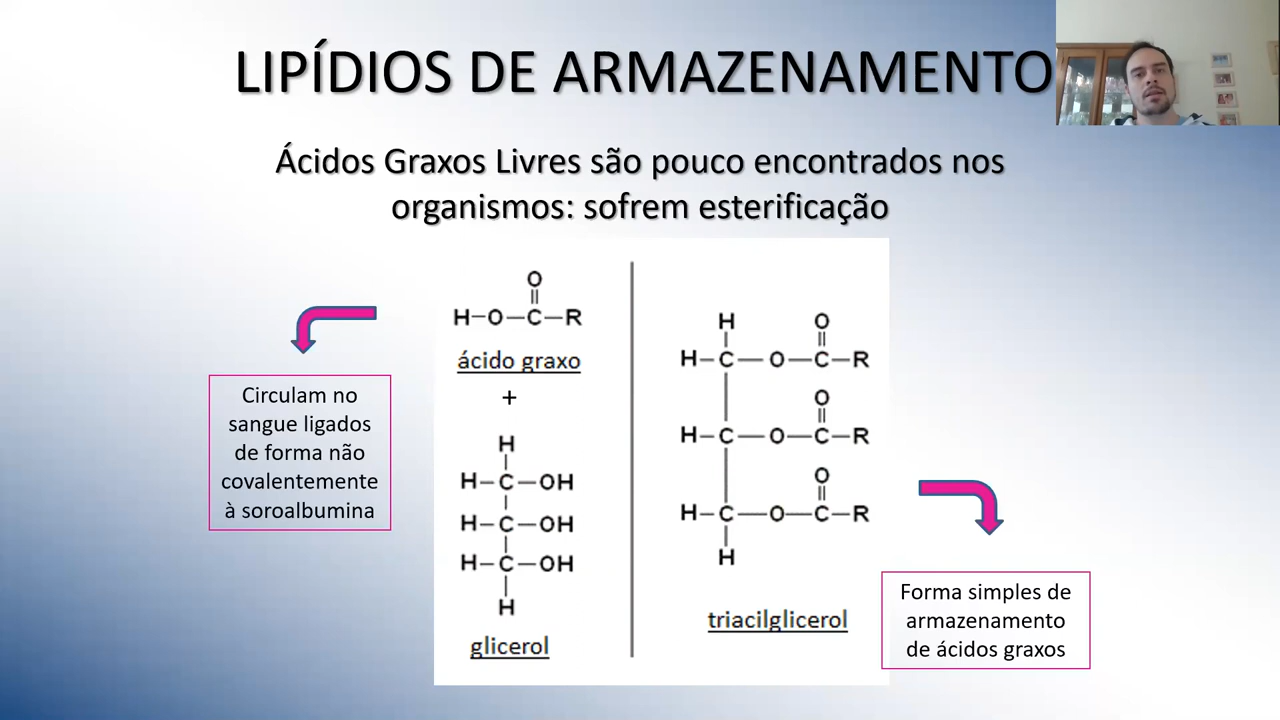 LIPÍDIOS DE ARMAZENAMENTO
Ácidos Graxos Livres são pouco encontrados nos
organismos: sofrem esterificação
Circulam no
sangue ligados
de forma não
covalentemente
à soroalbumina
O
H–O–C–R
ácido graxo
+
H
H–C–OH
H–C–OH
H–C–OH
H
glicerol
H O
H–C–O–C–R
O
H–C–O–C–R
O
H–C–O–C–R
H
triacilglicerol
Forma simples de
armazenamento
de ácidos graxos